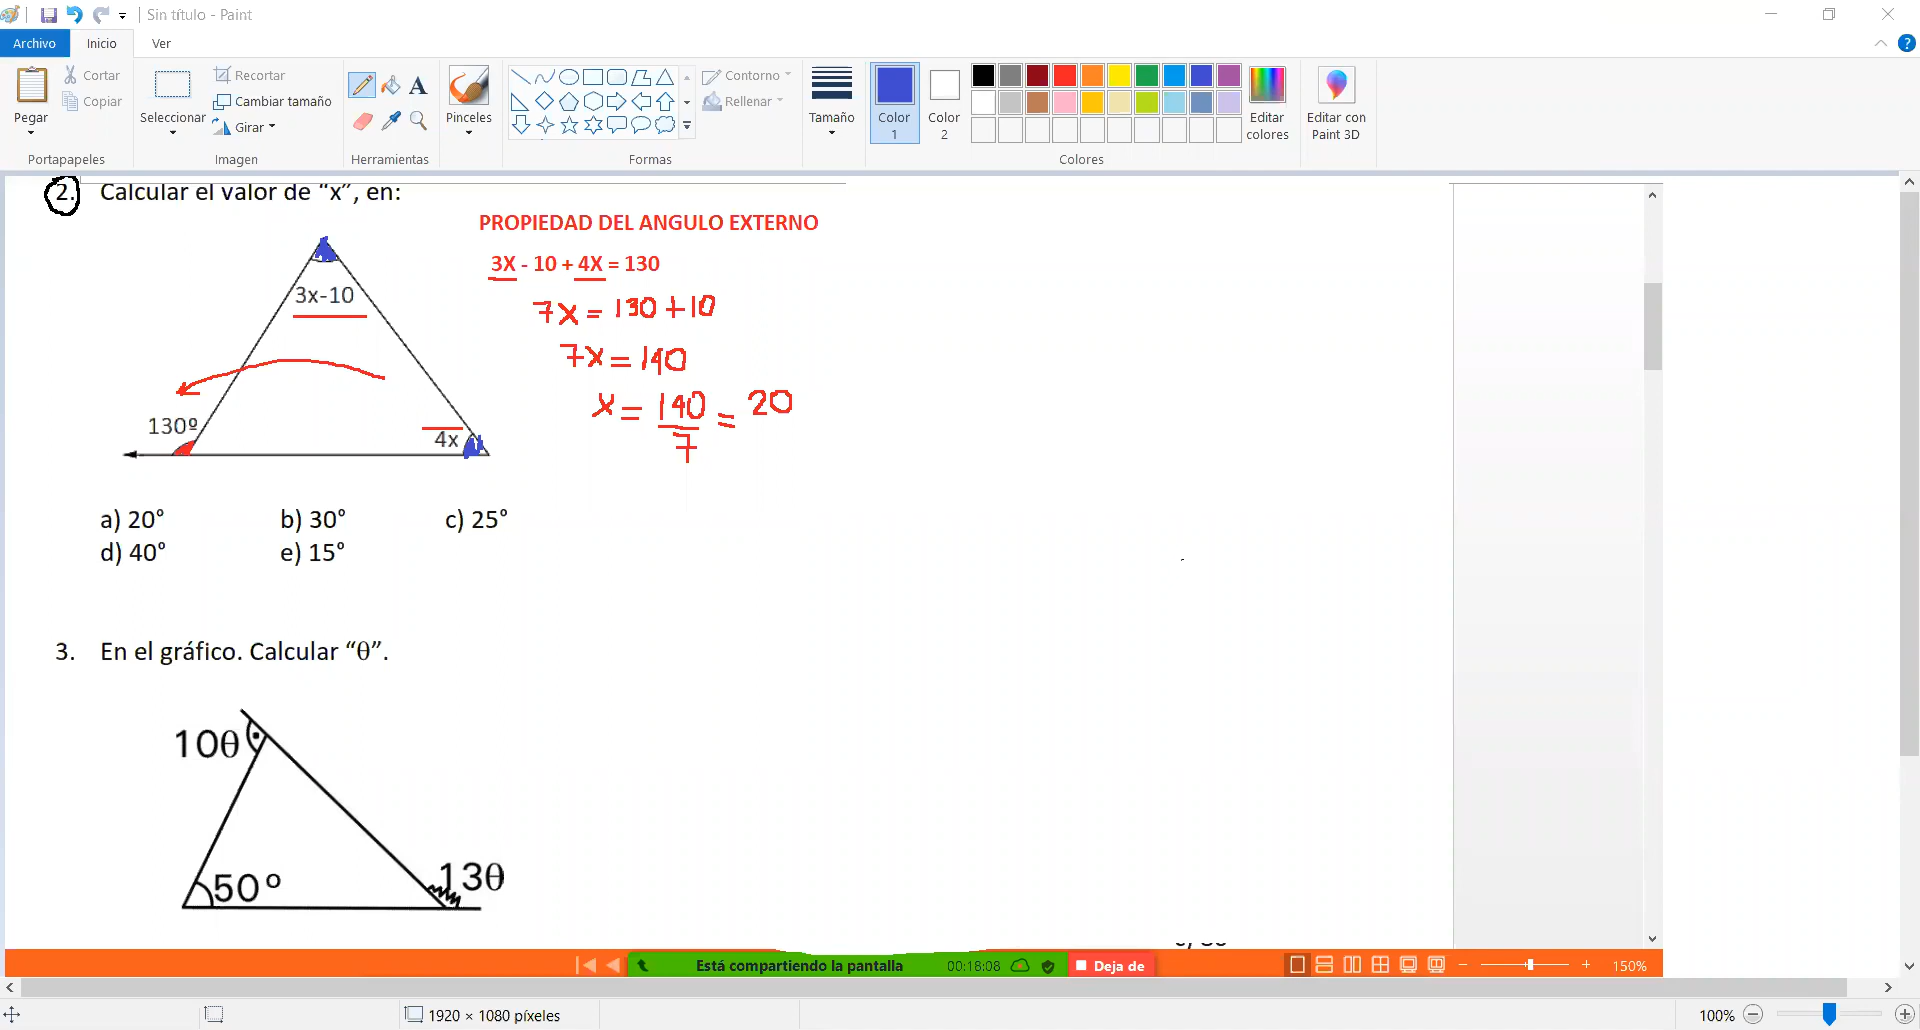 Sin título - Paint
Archivo Inicio Ver
Pegar
Cortar
Copiar
Portapapeles
Seleccionar
Recortar
Cambiar tamaño
Girar
Imagen
Herramientas
Pinceles
Formas
Contorno
Rellenar
Tamaño
Color 1
Color 2
Colores
Editar colores
Editar con Paint 3D
2. Calcular el valor de “x”, en:
PROPIEDAD DEL ANGULO EXTERNO
3X - 10 + 4X = 130
3x-10
7x = 130 + 10
7x = 140
x = 140/7 = 20
130º
4x
a) 20° b) 30° c) 25°
d) 40° e) 15°
3. En el gráfico. Calcular “θ”.
10θ
50º
13θ
Está compartiendo la pantalla 00:18:08 Deja de
150%
1920 × 1080 píxeles
100%